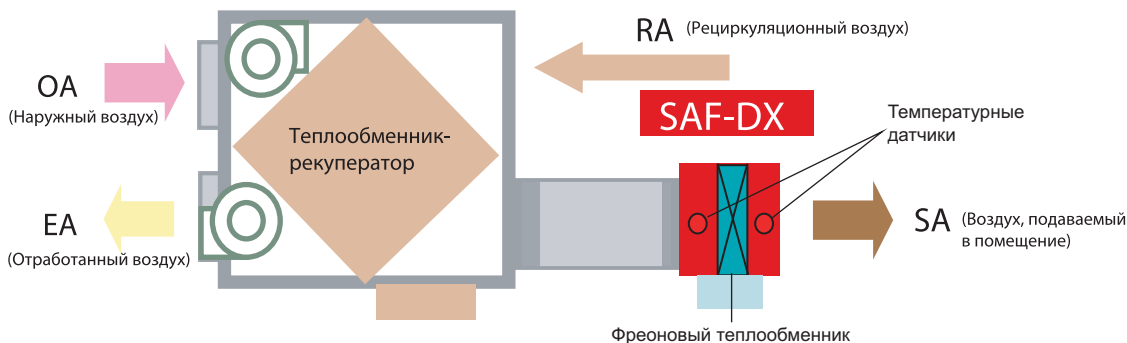 RA (Рециркуляционный воздух)
OA
(Наружный воздух)
SAF-DX
Температурные
датчики
Теплообменник-
рекуператор
EA
(Отработанный воздух)
SA (Воздух, подаваемый
в помещение)
Фреоновый теплообменник